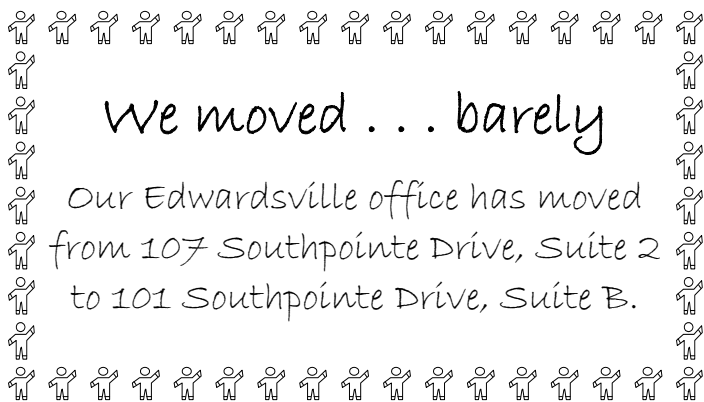 We moved . . . barely
Our Edwardsville office has moved
from 107 Southpointe Drive, Suite 2
to 101 Southpointe Drive, Suite B.